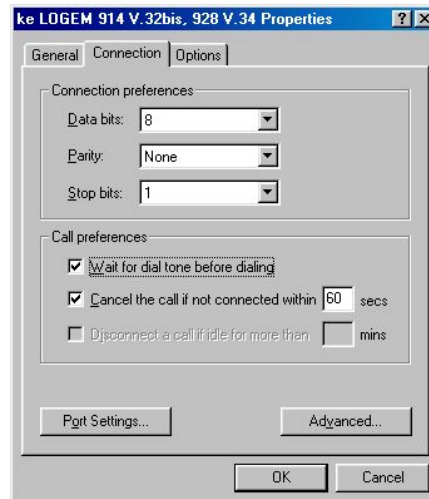 ke LOGEM 914 V.32bis, 928 V.34 Properties
General Connection Options
Connection preferences
Data bits: 8
Parity: None
Stop bits: 1
Call preferences
Wait for dial tone before dialing
Cancel the call if not connected within 60 secs
Disconnect a call if idle for more than mins
Port Settings... Advanced...
OK Cancel